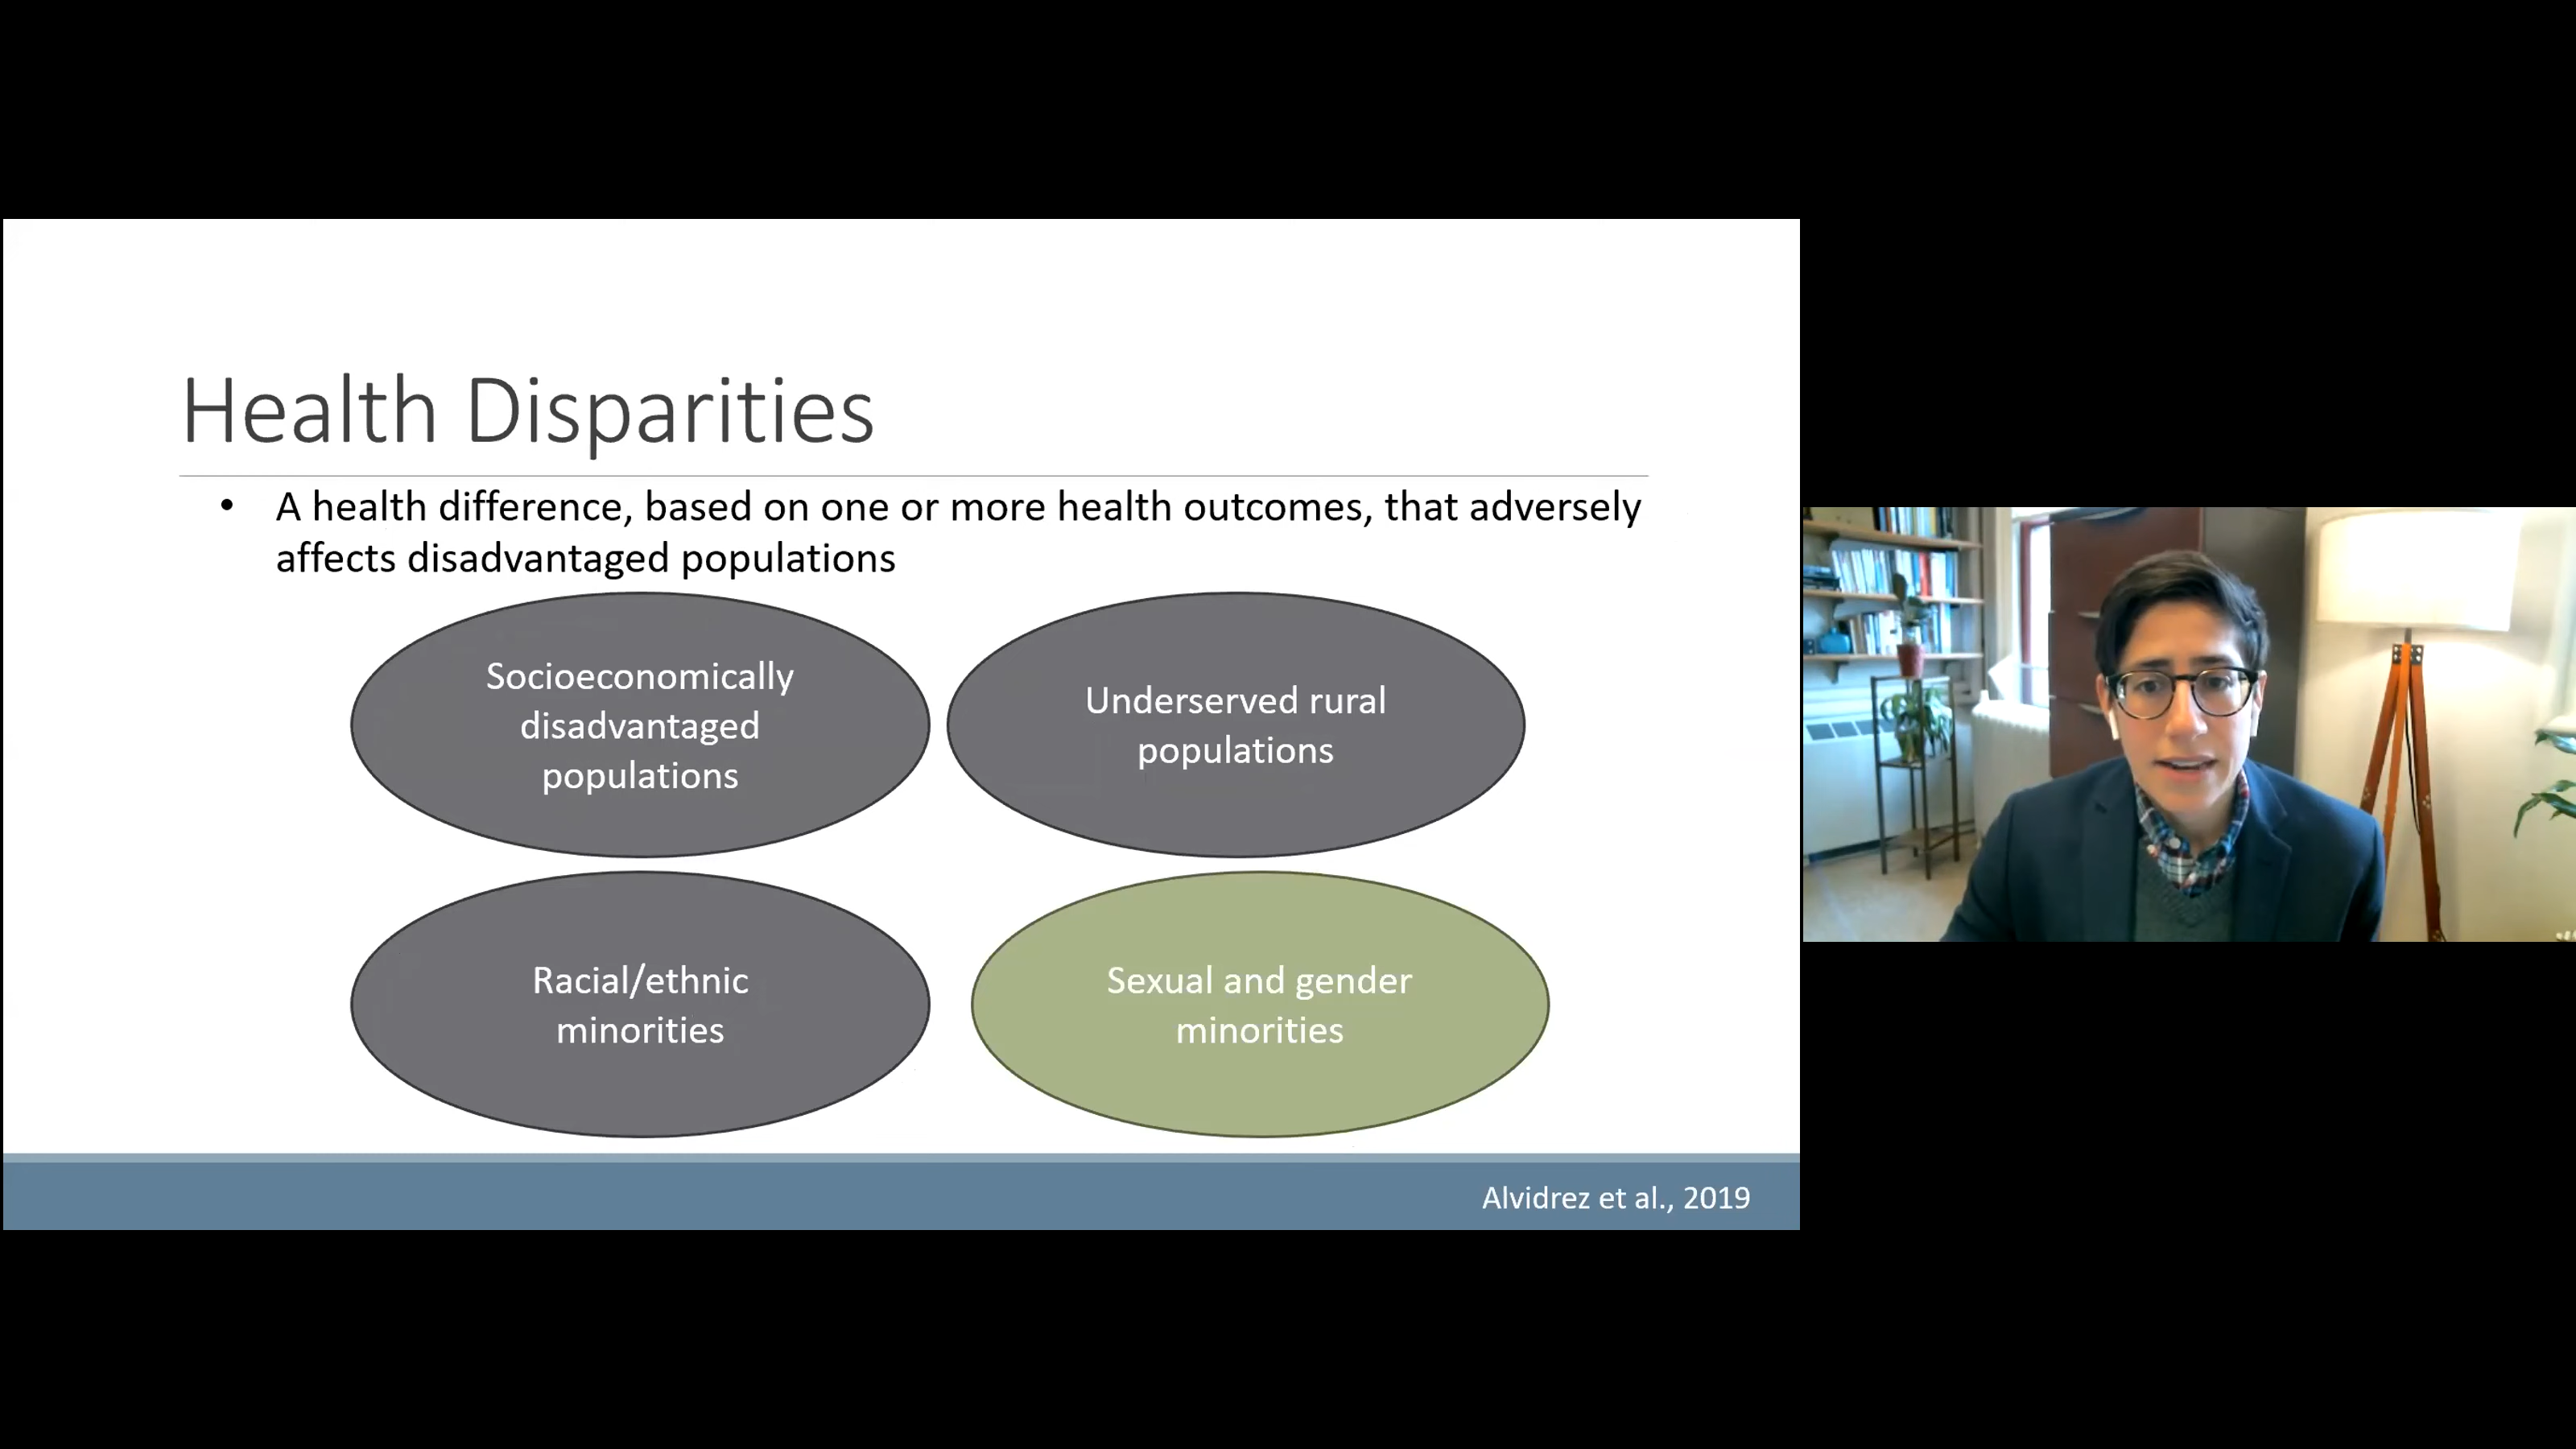 Health Disparities
• A health difference, based on one or more health outcomes, that adversely
affects disadvantaged populations
Socioeconomically
disadvantaged
populations
Underserved rural
populations
Racial/ethnic
minorities
Sexual and gender
minorities
Alvidrez et al., 2019